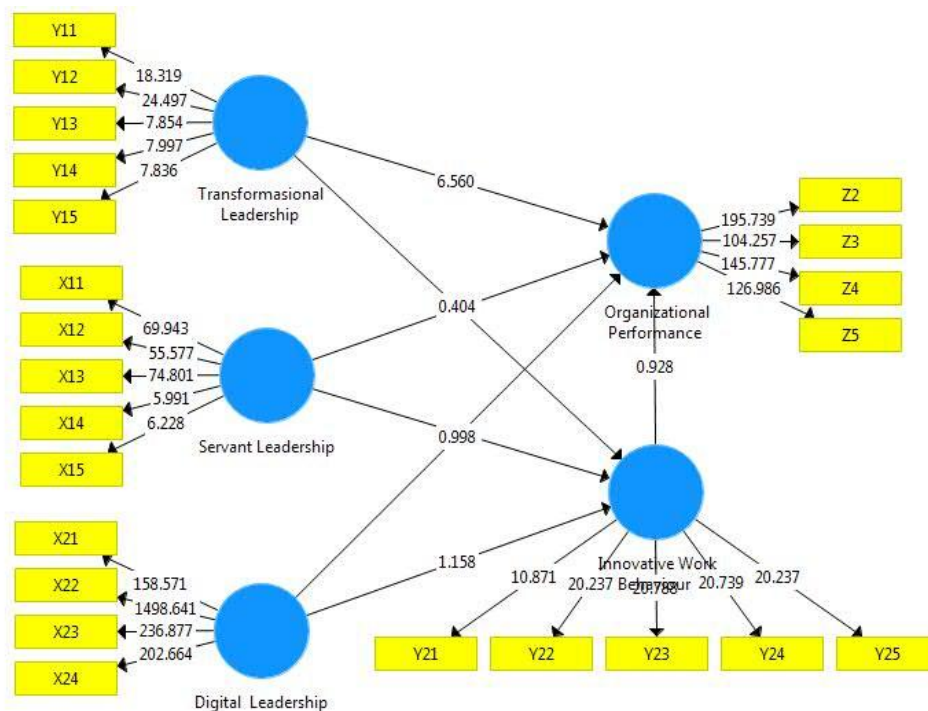 Y11
Y12
Y13
Y14
Y15
18.319
24.497
7.854
7.997
7.836
Transformasional
Leadership
X11
X12
X13
X14
X15
69.943
55.577
74.801
5.991
6.228
Servant Leadership
X21
X22
X23
X24
158.571
1498.641
236.877
202.664
Digital Leadership
6.560
0.404
0.998
1.158
0.928
Organizational
Performance
195.739
104.257
145.777
126.986
Z2
Z3
Z4
Z5
Innovative Work
Behaviour
10.871
20.237
20.788
20.739
20.237
Y21
Y22
Y23
Y24
Y25